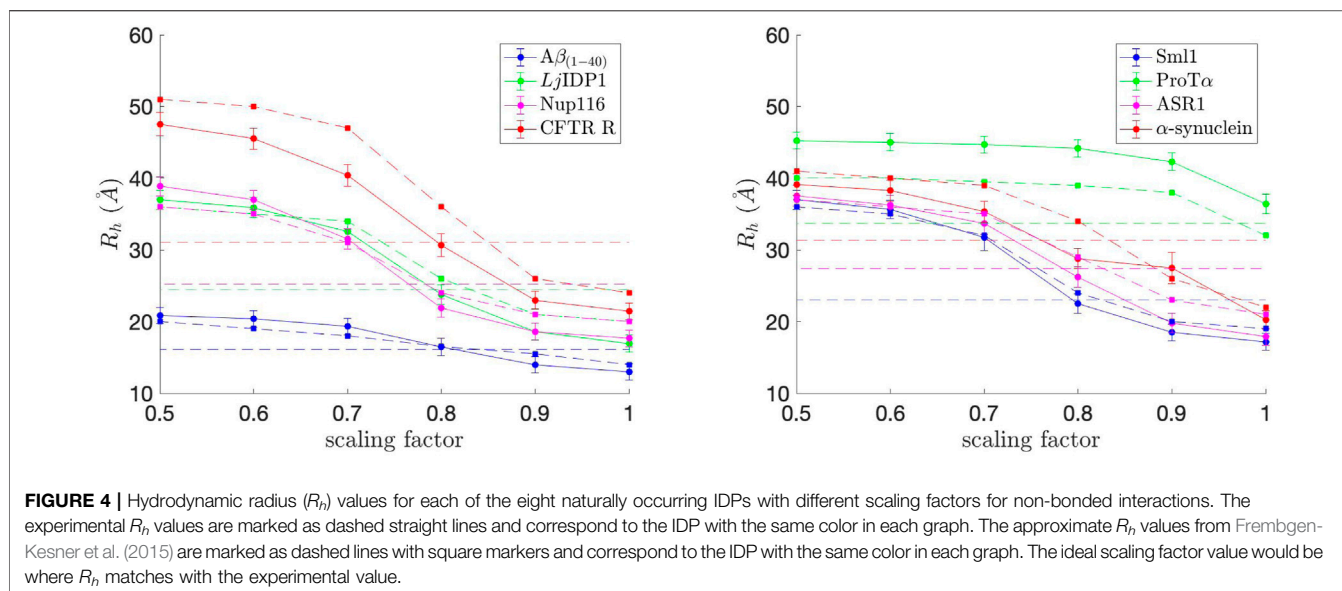 60
50
40
30
20
10
R_h (Å)
0.5 0.6 0.7 0.8 0.9 1
scaling factor
Aβ(1−40)
LjIDP1
Nup116
CFTR R
60
50
40
30
20
10
R_h (Å)
0.5 0.6 0.7 0.8 0.9 1
scaling factor
Sml1
ProTα
ASR1
α-synuclein
FIGURE 4 | Hydrodynamic radius (R_h) values for each of the eight naturally occurring IDPs with different scaling factors for non-bonded interactions. The
experimental R_h values are marked as dashed straight lines and correspond to the IDP with the same color in each graph. The approximate R_h values from Frembgen-
Kesner et al. (2015) are marked as dashed lines with square markers and correspond to the IDP with the same color in each graph. The ideal scaling factor value would be
where R_h matches with the experimental value.